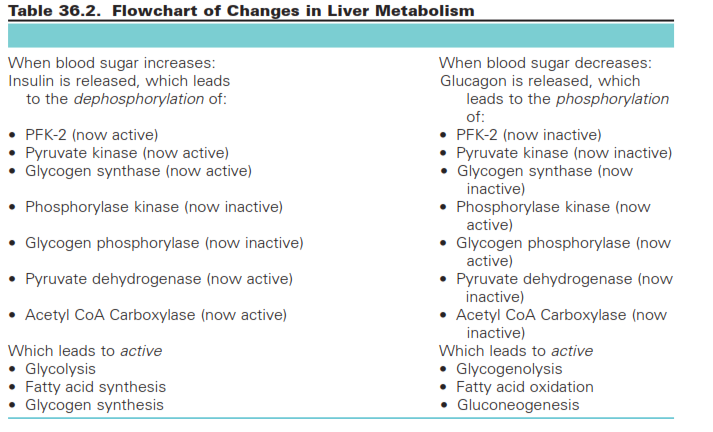 Table 36.2. Flowchart of Changes in Liver Metabolism
When blood sugar increases:
Insulin is released, which leads
to the dephosphorylation of:
• PFK-2 (now active)
• Pyruvate kinase (now active)
• Glycogen synthase (now active)
• Phosphorylase kinase (now inactive)
• Glycogen phosphorylase (now inactive)
• Pyruvate dehydrogenase (now active)
• Acetyl CoA Carboxylase (now active)
Which leads to active
• Glycolysis
• Fatty acid synthesis
• Glycogen synthesis
When blood sugar decreases:
Glucagon is released, which
leads to the phosphorylation
of:
• PFK-2 (now inactive)
• Pyruvate kinase (now inactive)
• Glycogen synthase (now
inactive)
• Phosphorylase kinase (now
active)
• Glycogen phosphorylase (now
active)
• Pyruvate dehydrogenase (now
inactive)
• Acetyl CoA Carboxylase (now
inactive)
Which leads to active
• Glycogenolysis
• Fatty acid oxidation
• Gluconeogenesis